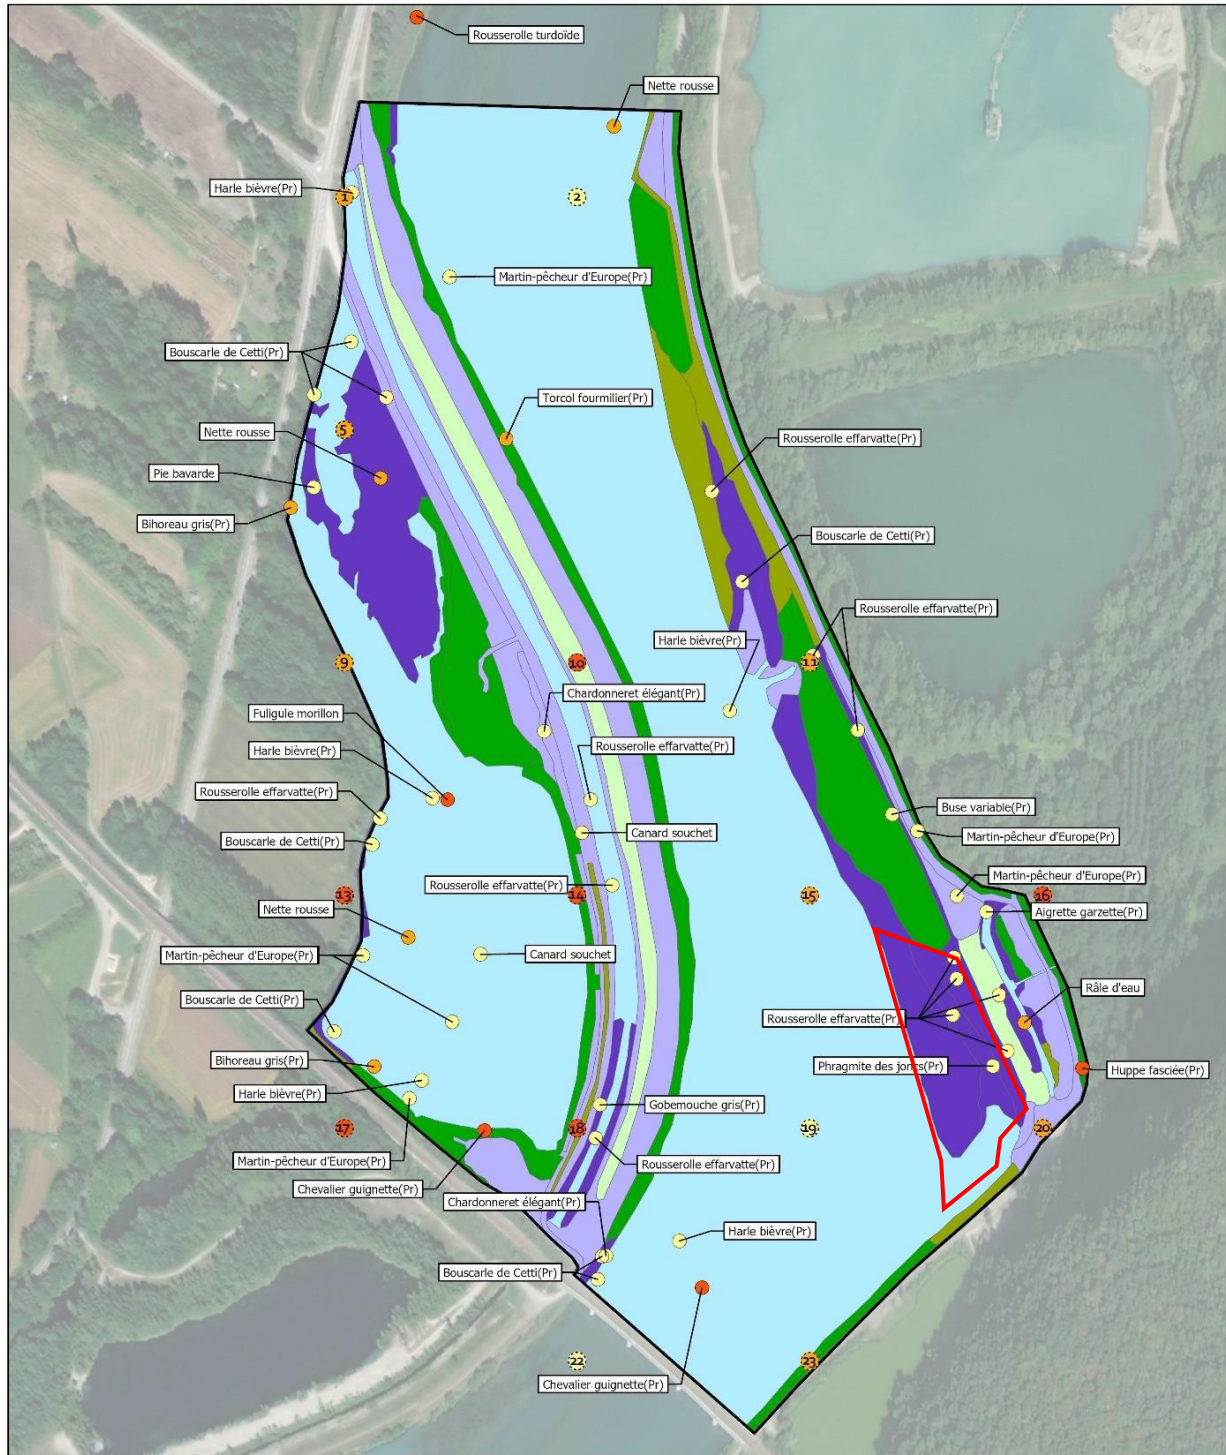 Rousserolle turdoïde
Nette rousse
Harle bièvre(Pr)
1
2
Martin-pêcheur d'Europe(Pr)
Bouscarle de Cetti(Pr)
Torcol fourmilier(Pr)
Nette rousse
5
Rousserolle effarvatte(Pr)
Pie bavarde
Bihoreau gris(Pr)
Bouscarle de Cetti(Pr)
Rousserolle effarvatte(Pr)
Harle bièvre(Pr)
9
10
11
Chardonneret élégant(Pr)
Fuligule morillon
Harle bièvre(Pr)
Rousserolle effarvatte(Pr)
Rousserolle effarvatte(Pr)
Buse variable(Pr)
Canard souchet
Martin-pêcheur d'Europe(Pr)
Bouscarle de Cetti(Pr)
Martin-pêcheur d'Europe(Pr)
Rousserolle effarvatte(Pr)
13
14
15
16
Nette rousse
Aigrette garzette(Pr)
Martin-pêcheur d'Europe(Pr)
Canard souchet
Râle d'eau
Bouscarle de Cetti(Pr)
Rousserolle effarvatte(Pr)
Bihoreau gris(Pr)
Phragmite des joncs(Pr)
Huppe fasciée(Pr)
Harle bièvre(Pr)
Gobemouche gris(Pr)
17
18
19
20
Martin-pêcheur d'Europe(Pr)
Rousserolle effarvatte(Pr)
Chevalier guignette(Pr)
Chardonneret élégant(Pr)
Harle bièvre(Pr)
Bouscarle de Cetti(Pr)
22
23
Chevalier guignette(Pr)